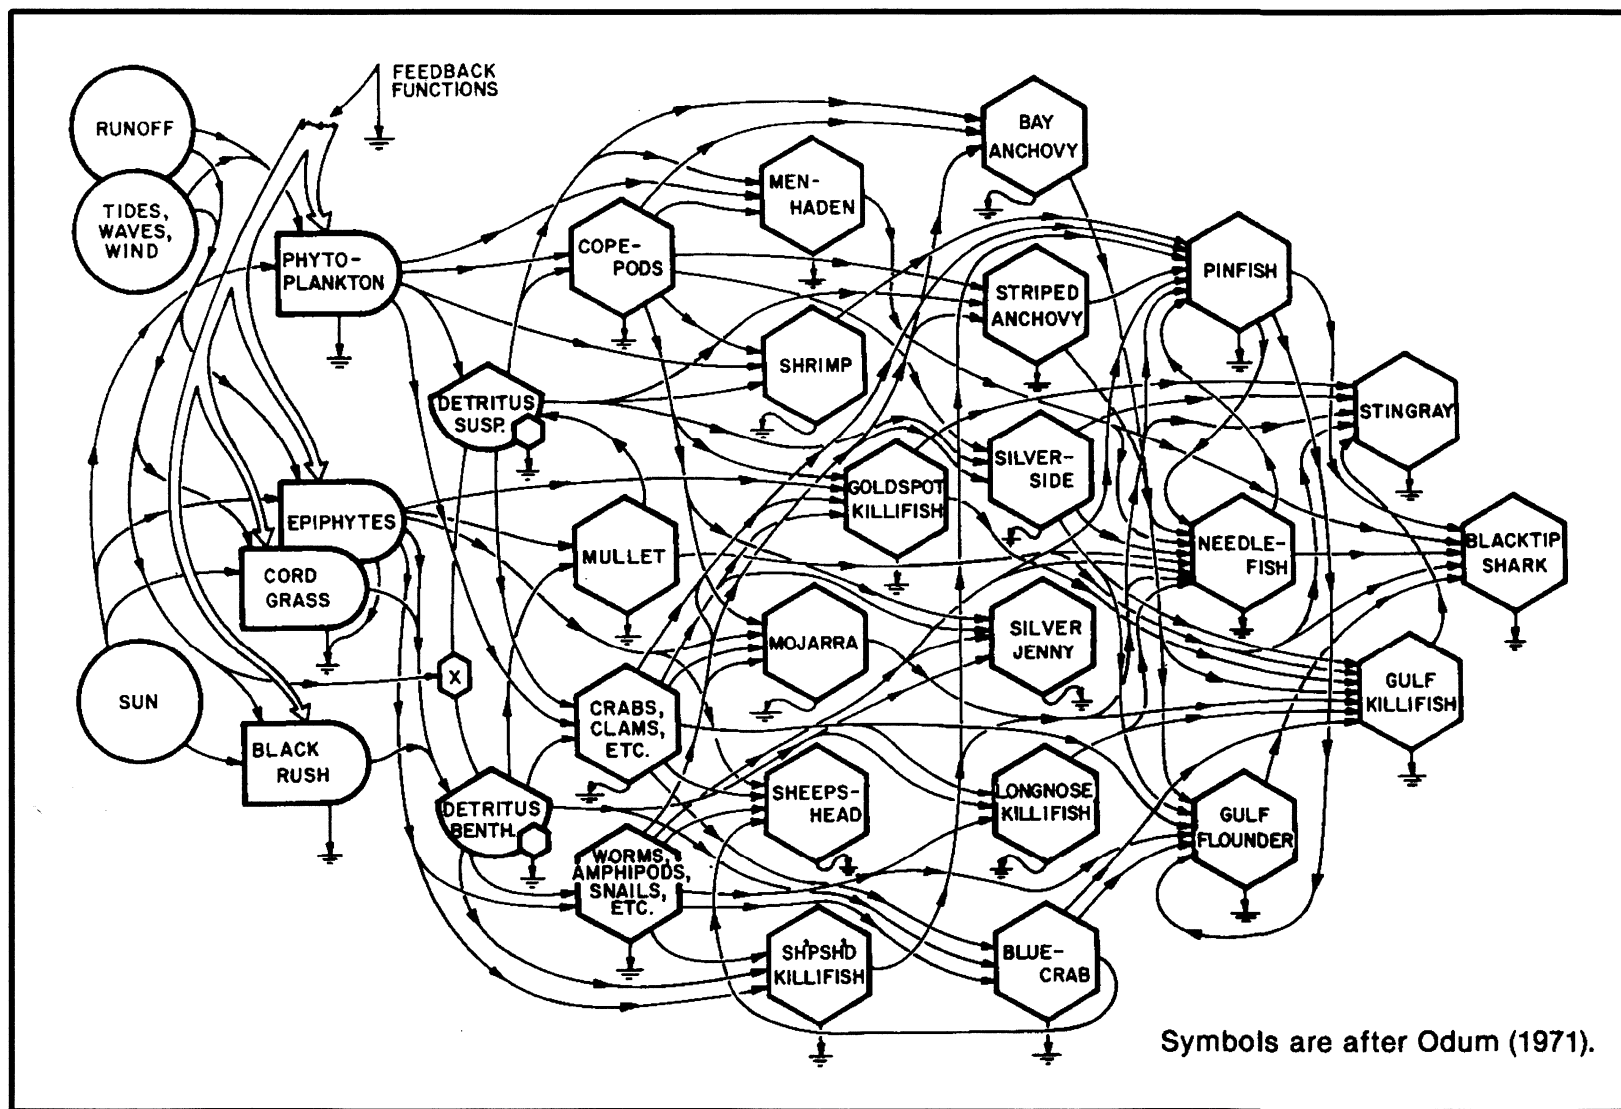 FEEDBACK
FUNCTIONS
RUNOFF
TIDES,
WAVES,
WIND
SUN
PHYTO-
PLANKTON
EPIPHYTES
CORD
GRASS
BLACK
RUSH
DETRITUS
SUSP.
X
DETRITUS
BENTH.
COPE-
PODS
MULLET
CRABS,
CLAMS,
ETC.
WORMS,
AMPHIPODS,
SNAILS,
ETC.
MEN-
HADEN
SHRIMP
GOLDSPOT
KILLIFISH
MOJARRA
SHEEPS-
HEAD
SH'PSH'D
KILLIFISH
BAY
ANCHOVY
STRIPED
ANCHOVY
SILVER-
SIDE
SILVER
JENNY
LONGNOSE
KILLIFISH
BLUE-
CRAB
PINFISH
NEEDLE-
FISH
GULF
FLOUNDER
STINGRAY
GULF
KILLIFISH
BLACKTIP
SHARK
Symbols are after Odum (1971).